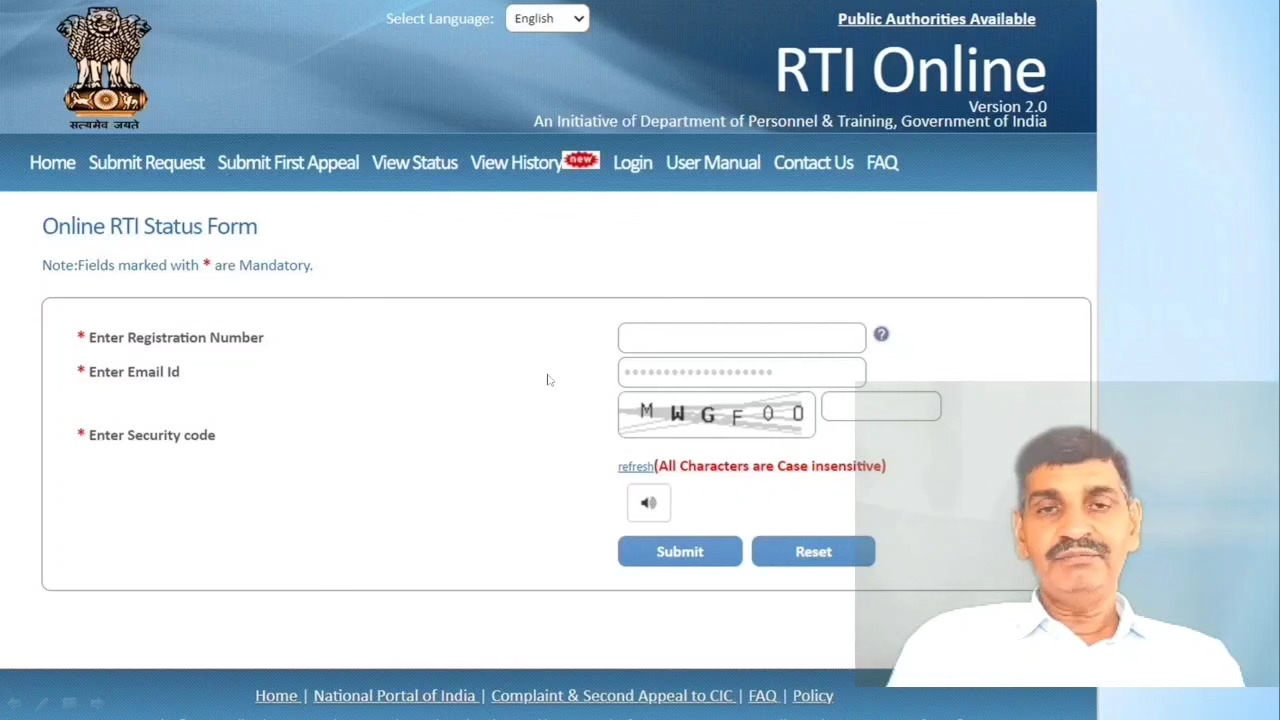 Select Language: English
Public Authorities Available
RTI Online
Version 2.0
An Initiative of Department of Personnel & Training, Government of India
सत्यमेव जयते
Home Submit Request Submit First Appeal View Status View History new Login User Manual Contact Us FAQ
Online RTI Status Form
Note:Fields marked with * are Mandatory.
* Enter Registration Number
?
* Enter Email Id
M W G F 0 0
* Enter Security code
refresh(All Characters are Case insensitive)
Submit Reset
Home | National Portal of India | Complaint & Second Appeal to CIC | FAQ | Policy